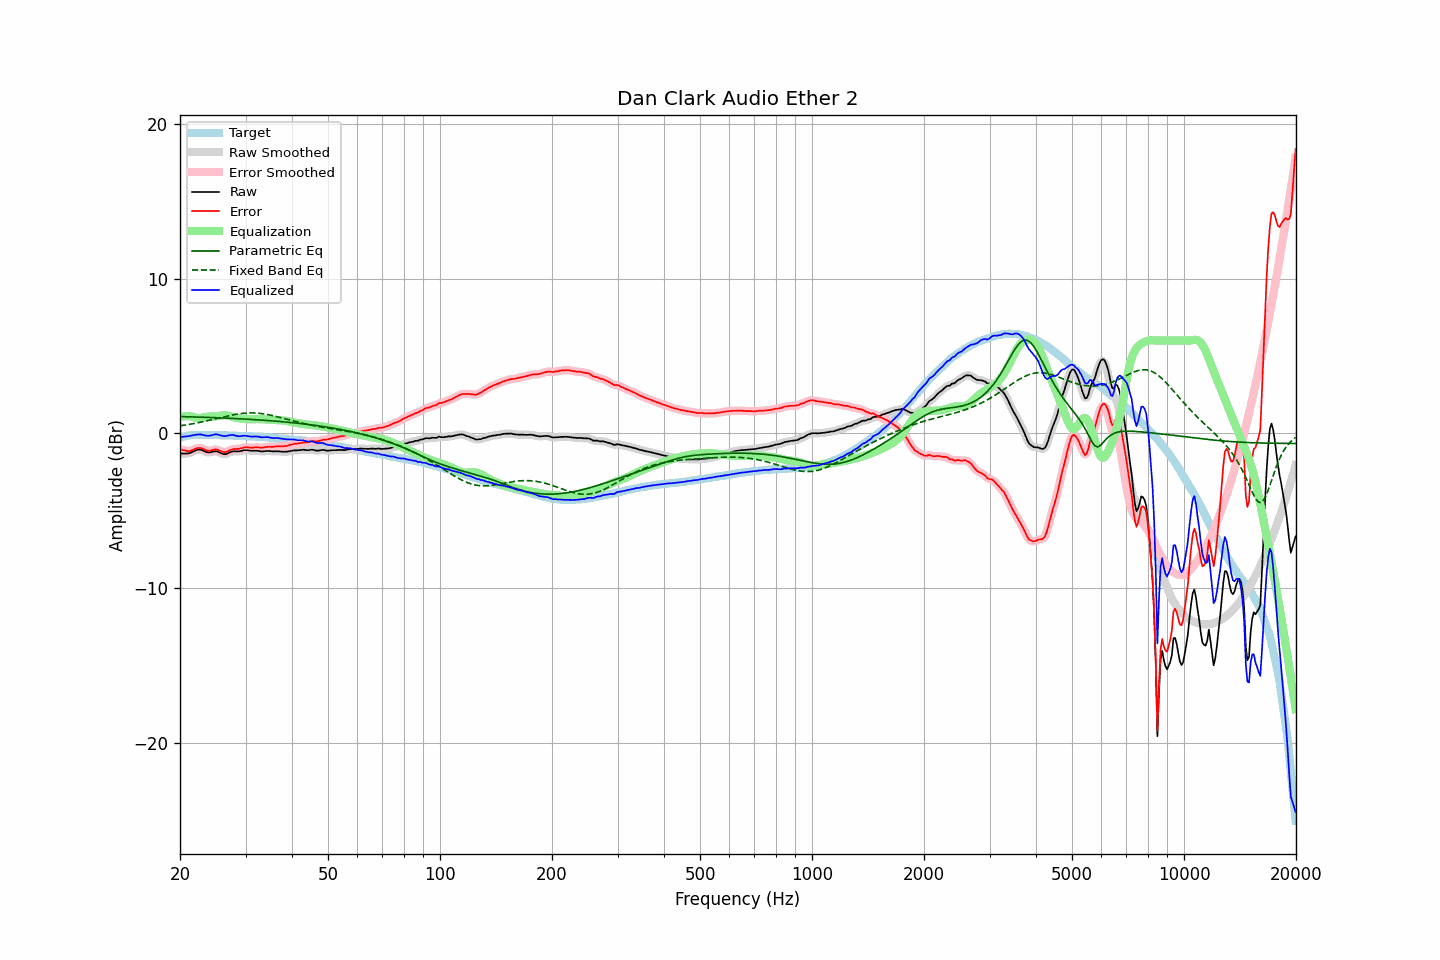 Dan Clark Audio Ether 2
Target
Raw Smoothed
Error Smoothed
Raw
Error
Equalization
Parametric Eq
Fixed Band Eq
Equalized
20
10
0
−10
−20
Amplitude (dBr)
20 50 100 200 500 1000 2000 5000 10000 20000
Frequency (Hz)